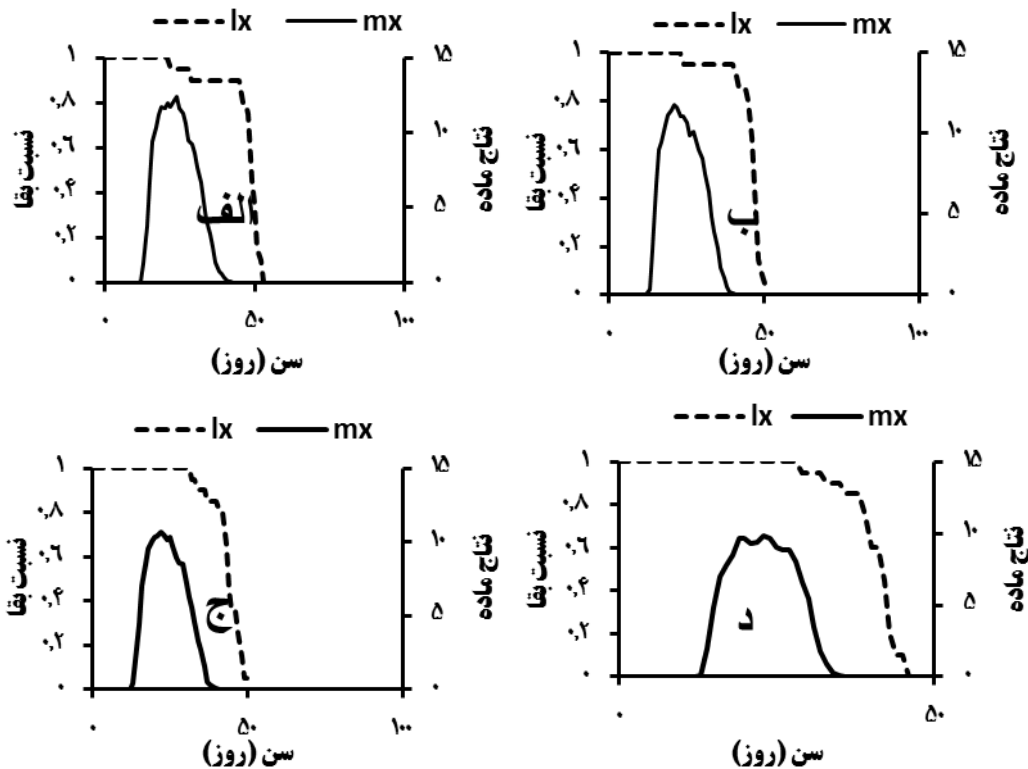 lx mx
۱ ۰٫۸ ۰٫۶ ۰٫۴ ۰٫۲ ۰
نسبت بقا
۱۵ ۱۰ ۵ ۰
نتاج ماده
الف
۰ ۵۰ ۱۰۰
سن (روز)
lx mx
۱ ۰٫۸ ۰٫۶ ۰٫۴ ۰٫۲ ۰
نسبت بقا
۱۵ ۱۰ ۵ ۰
نتاج ماده
ب
۰ ۵۰ ۱۰۰
سن (روز)
lx mx
۱ ۰٫۸ ۰٫۶ ۰٫۴ ۰٫۲ ۰
نسبت بقا
۱۵ ۱۰ ۵ ۰
نتاج ماده
ج
۰ ۵۰ ۱۰۰
سن (روز)
lx mx
۱ ۰٫۸ ۰٫۶ ۰٫۴ ۰٫۲ ۰
نسبت بقا
۱۵ ۱۰ ۵ ۰
نتاج ماده
د
۰ ۵۰
سن (روز)